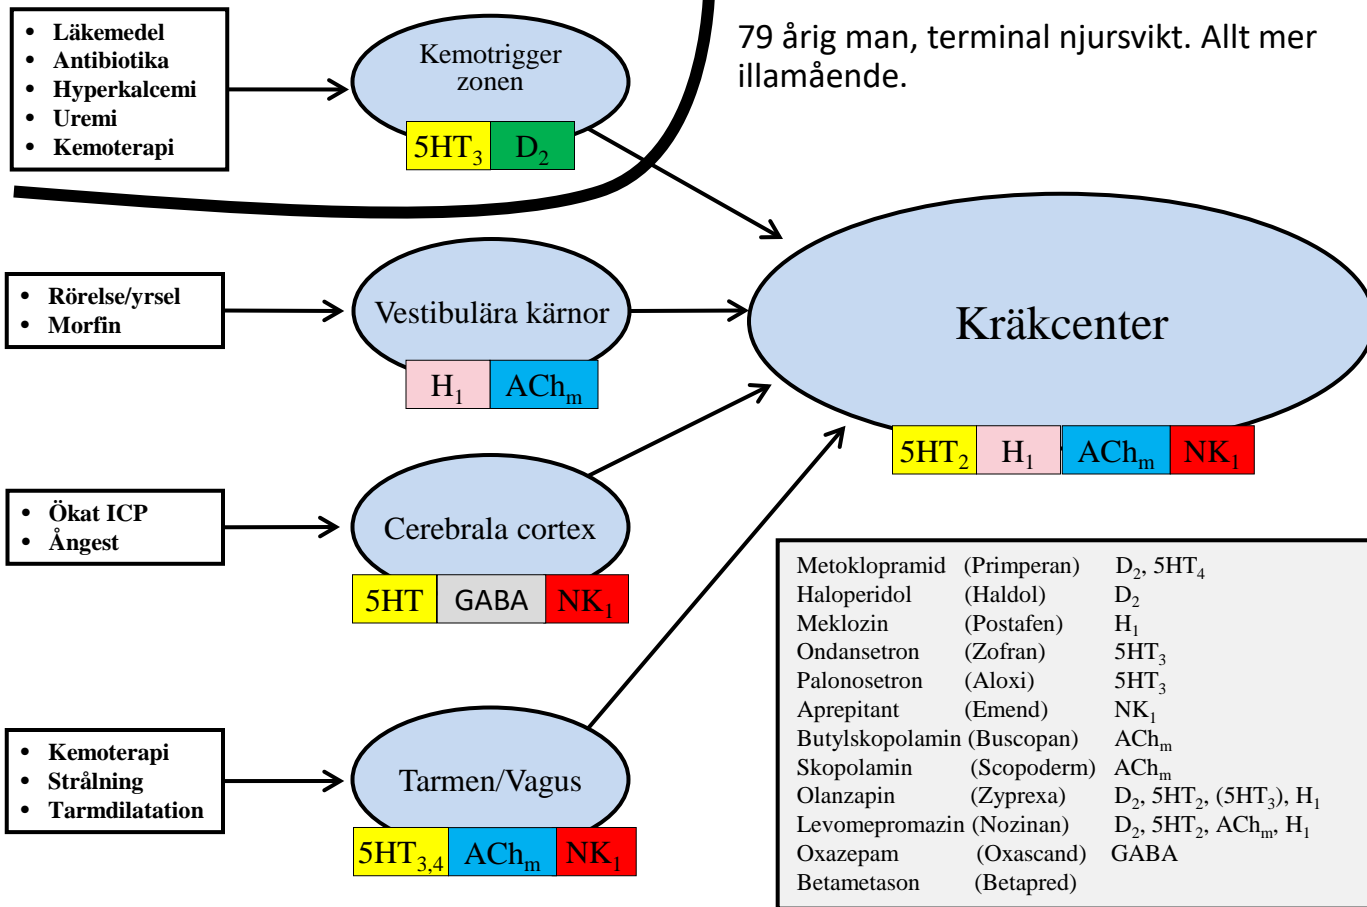 79 årig man, terminal njursvikt. Allt mer
illamående.
• Läkemedel
• Antibiotika
• Hyperkalcemi
• Uremi
• Kemoterapi
Kemotrigger
zonen
5HT₃ D₂
• Rörelse/yrsel
• Morfin
Vestibulära kärnor
H₁ AChₘ
Kräkcenter
5HT₂ H₁ AChₘ NK₁
• Ökat ICP
• Ångest
Cerebrala cortex
5HT GABA NK₁
• Kemoterapi
• Strålning
• Tarmdilatation
Tarmen/Vagus
5HT₃,₄ AChₘ NK₁
Metoklopramid (Primperan) D₂, 5HT₄
Haloperidol (Haldol) D₂
Meklozin (Postafen) H₁
Ondansetron (Zofran) 5HT₃
Palonosetron (Aloxi) 5HT₃
Aprepitant (Emend) NK₁
Butylskopolamin (Buscopan) AChₘ
Skopolamin (Scopoderm) AChₘ
Olanzapin (Zyprexa) D₂, 5HT₂, (5HT₃), H₁
Levomepromazin (Nozinan) D₂, 5HT₂, AChₘ, H₁
Oxazepam (Oxascand) GABA
Betametason (Betapred)